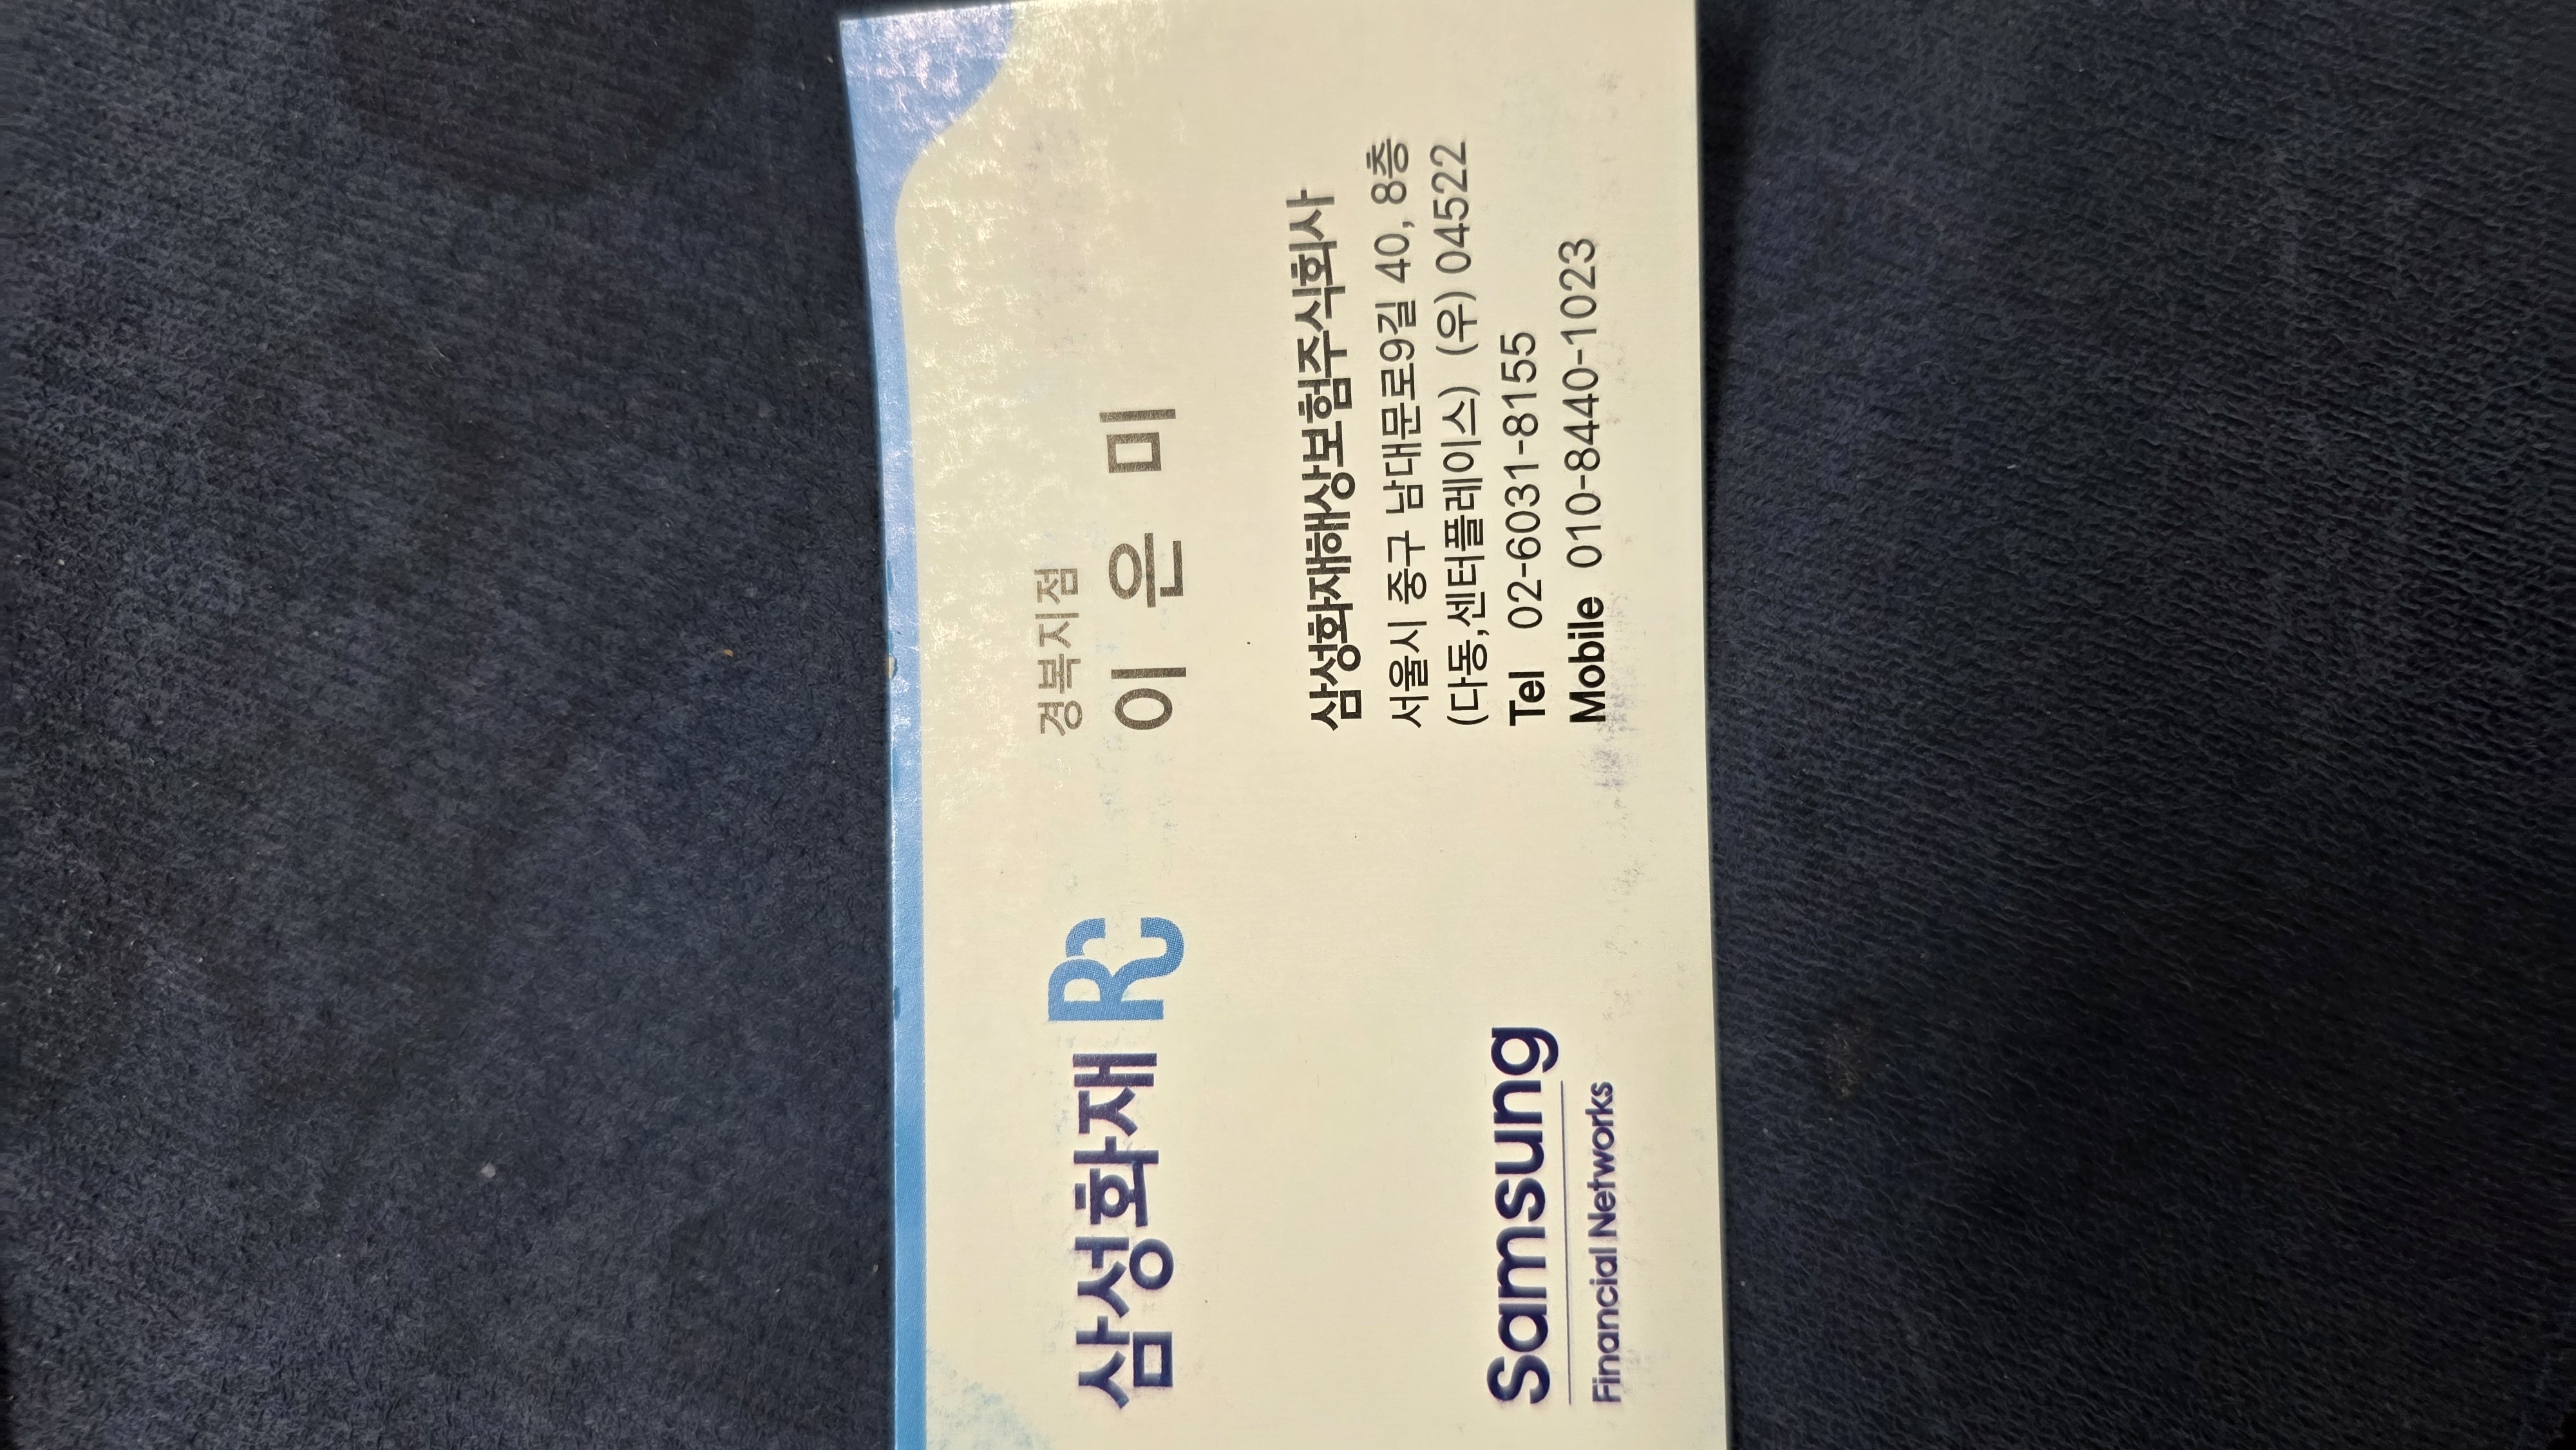 삼성화재 RC
경복지점
이은미
삼성화재해상보험주식회사
서울시 중구 남대문로9길 40, 8층
(다동,센터플레이스) (우) 04522
Tel 02-6031-8155
Mobile 010-8440-1023
Samsung
Financial Networks